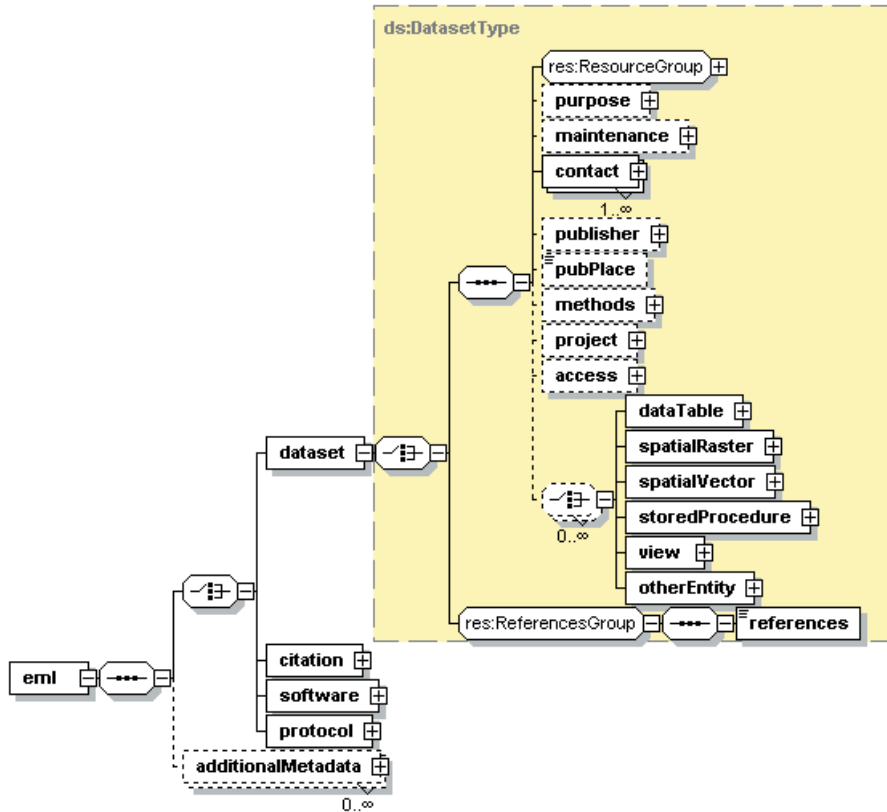 ds:DatasetType
res:ResourceGroup
purpose
maintenance
contact
1..∞
publisher
pubPlace
methods
project
access
dataTable
dataset
spatialRaster
spatialVector
storedProcedure
0..∞
view
otherEntity
res:ReferencesGroup
references
citation
eml
software
protocol
additionalMetadata
0..∞